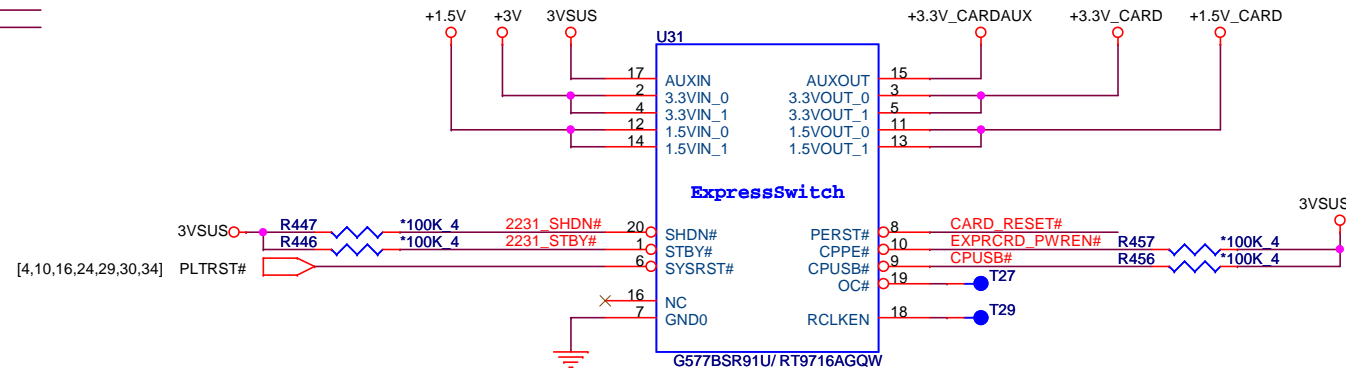 +1.5V +3V 3VSUS +3.3V_CARDAUX +3.3V_CARD +1.5V_CARD
U31
17 AUXIN AUXOUT 15
2 3.3VIN_0 3.3VOUT_0 3
4 3.3VIN_1 3.3VOUT_1 5
12 1.5VIN_0 1.5VOUT_0 11
14 1.5VIN_1 1.5VOUT_1 13
ExpressSwitch
3VSUS
3VSUS R447 *100K_4 2231_SHDN# 20 SHDN# PERST# 8 CARD_RESET#
R446 *100K_4 2231_STBY# 1 STBY# CPPE# 10 EXPRCRD_PWREN# R457 *100K_4
[4,10,16,24,29,30,34] PLTRST# 6 SYSRST# CPUSB# 9 CPUSB# R456 *100K_4
OC# 19 T27
16 NC
7 GND0 RCLKEN 18 T29
G577BSR91U/ RT9716AGQW